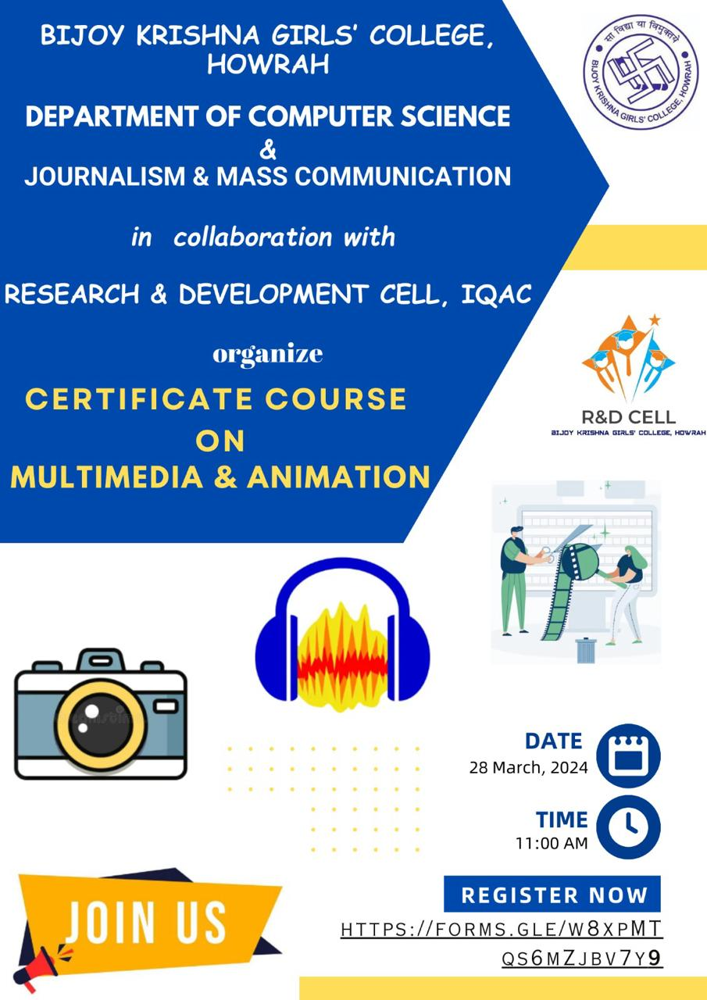 BIJOY KRISHNA GIRLS' COLLEGE,
HOWRAH
DEPARTMENT OF COMPUTER SCIENCE
&
JOURNALISM & MASS COMMUNICATION
in collaboration with
RESEARCH & DEVELOPMENT CELL, IQAC
organize
CERTIFICATE COURSE
ON
MULTIMEDIA & ANIMATION
सा विद्या या विमुक्तये
BIJOY KRISHNA GIRLS' COLLEGE, HOWRAH
R&D CELL
BIJOY KRISHNA GIRLS' COLLEGE, HOWRAH
DATE
28 March, 2024
TIME
11:00 AM
REGISTER NOW
HTTPS://FORMS.GLE/W8XPMT
QS6MZJBV7Y9
JOIN US